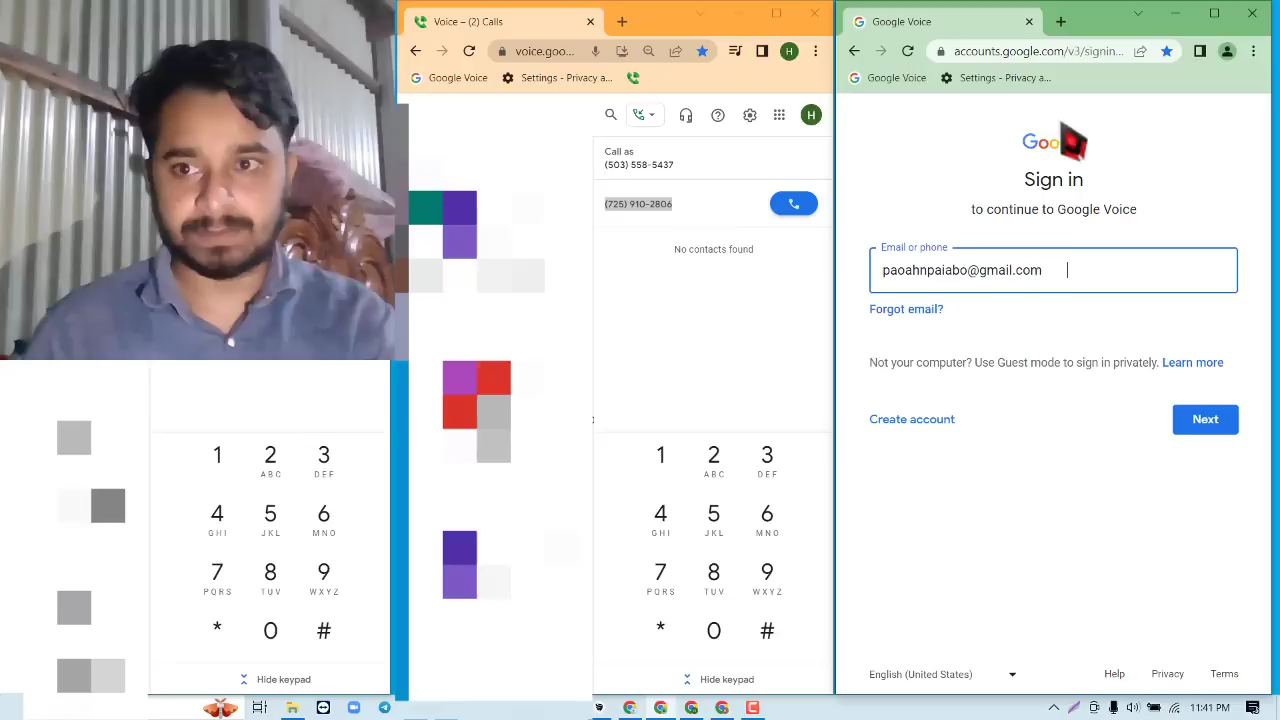 Voice – (2) Calls
voice.goo...
H
Google Voice
Settings - Privacy a...
H
Call as
(503) 558-5437
(725) 910-2806
No contacts found
1 2 3
ABC DEF
4 5 6
GHI JKL MNO
7 8 9
PQRS TUV WXYZ
* 0 #
Hide keypad
1 2 3
ABC DEF
4 5 6
GHI JKL MNO
7 8 9
PQRS TUV WXYZ
* 0 #
Hide keypad
Google Voice
accounts.google.com/v3/signin...
Google Voice
Settings - Privacy a...
Goo
Sign in
to continue to Google Voice
Email or phone
paoahnpaiabo@gmail.com
Forgot email?
Not your computer? Use Guest mode to sign in privately. Learn more
Create account
Next
English (United States)
Help Privacy Terms
11:41 PM